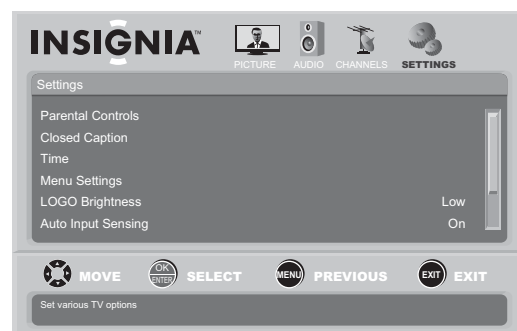 INSIGNIA™
PICTURE AUDIO CHANNELS SETTINGS
Settings
Parental Controls
Closed Caption
Time
Menu Settings
LOGO Brightness Low
Auto Input Sensing On
MOVE OK ENTER SELECT MENU PREVIOUS EXIT EXIT
Set various TV options